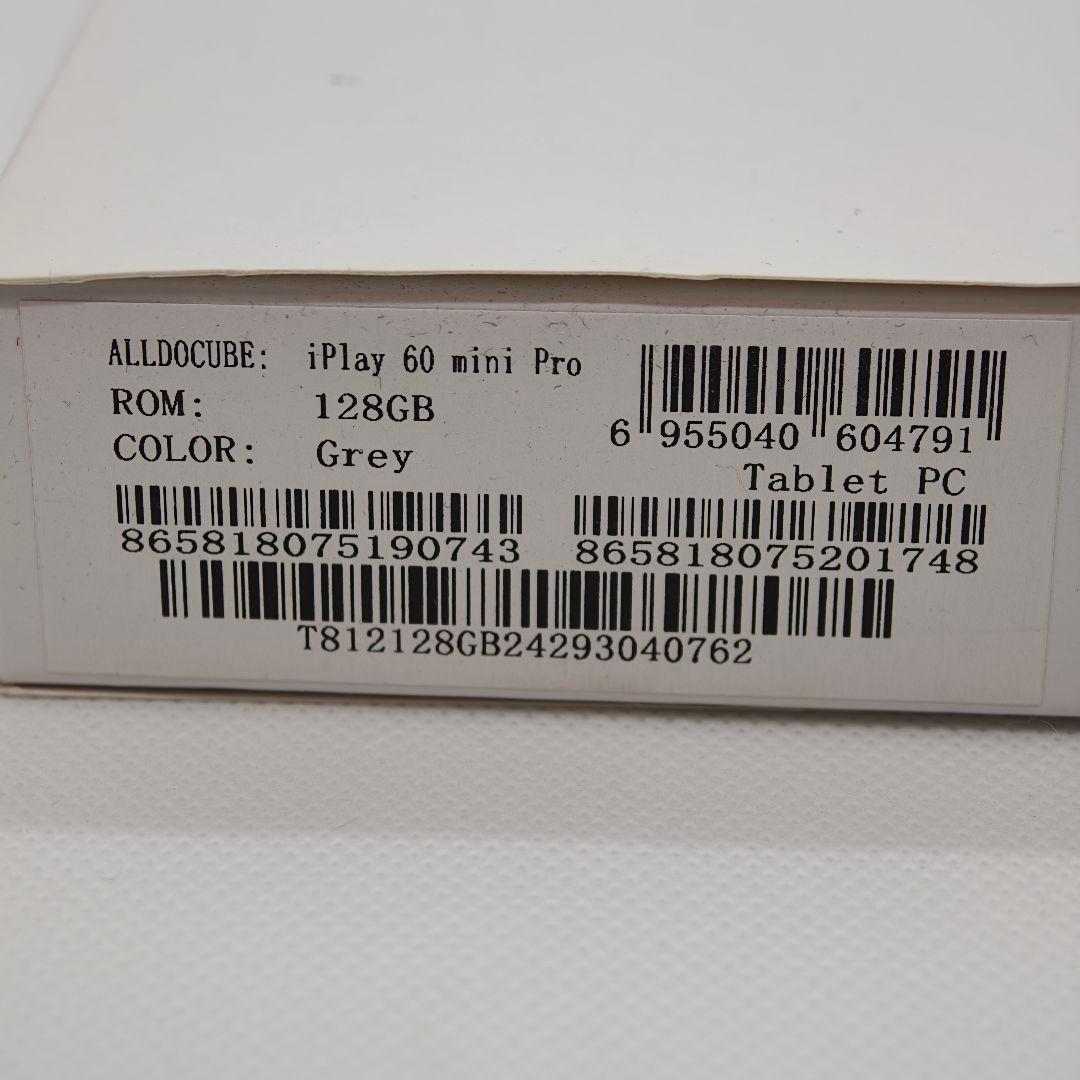 ALLDOCUBE: iPlay 60 mini Pro
ROM: 128GB
COLOR: Grey
6 955040 604791
Tablet PC
865818075190743 865818075201748
T812128GB24293040762